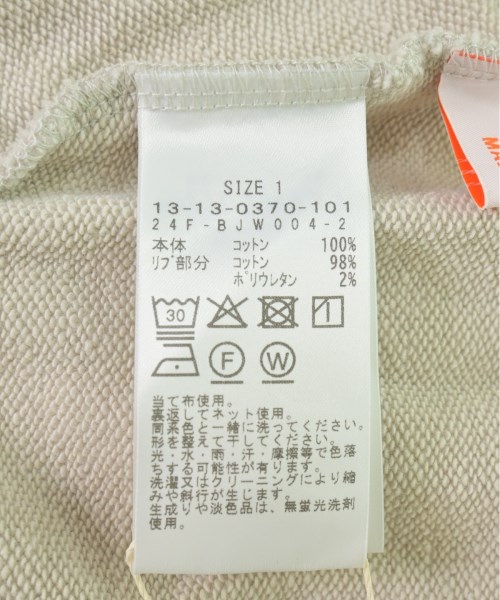 SIZE 1
13-13-0370-101
24F-BJW004-2
本体 コットン 100%
リブ部分 コットン 98%
ポリウレタン 2%
30
F W
当て布使用。
裏返してネット使用。
同系色と一緒に洗ってください。
形を整えて干してください。
光・水・雨・汗・摩擦等で色落
ちする可能性が有ります。
洗濯又はクリーニングにより縮
みや斜行が生じます。
生成りや淡色品は、無蛍光洗剤
使用。
MA